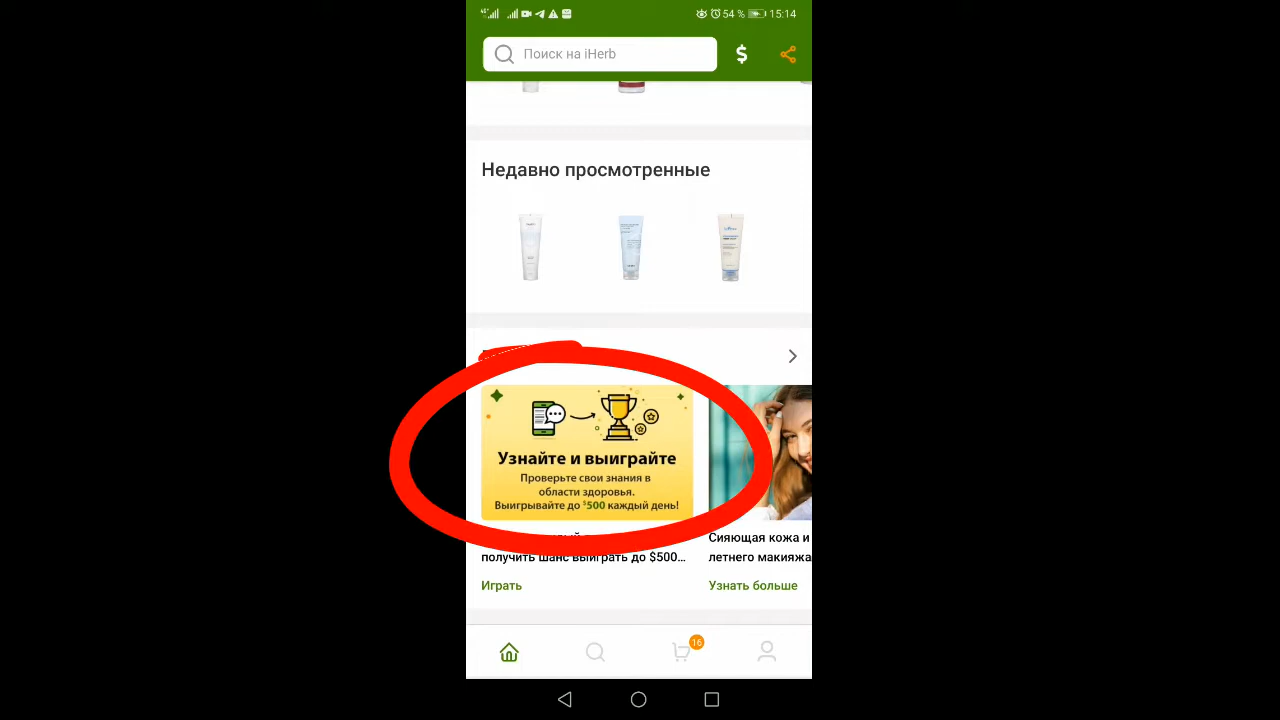 54 % 15:14
Поиск на iHerb
$
Недавно просмотренные
Узнайте и выиграйте
Проверьте свои знания в
области здоровья.
Выигрывайте до $500 каждый день!
получить шанс выиграть до $500...
Играть
Сияющая кожа и
летнего макияжа
Узнать больше
16